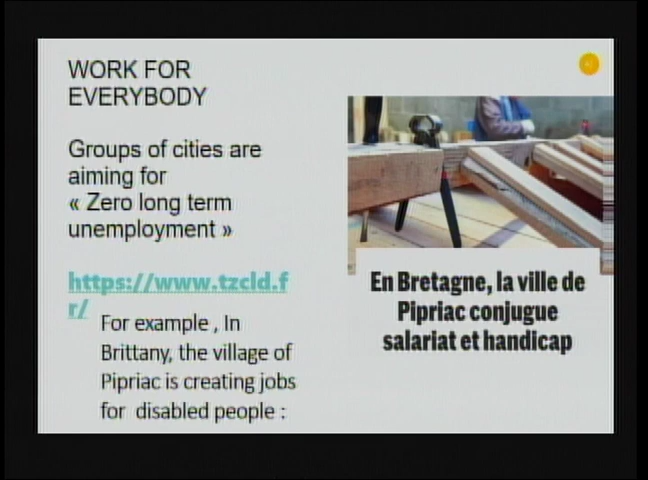 WORK FOR
EVERYBODY
Groups of cities are
aiming for
« Zero long term
unemployment »
https://www.tzcld.f
r/
For example , In
Brittany, the village of
Pipriac is creating jobs
for disabled people :
En Bretagne, la ville de
Pipriac conjugue
salariat et handicap